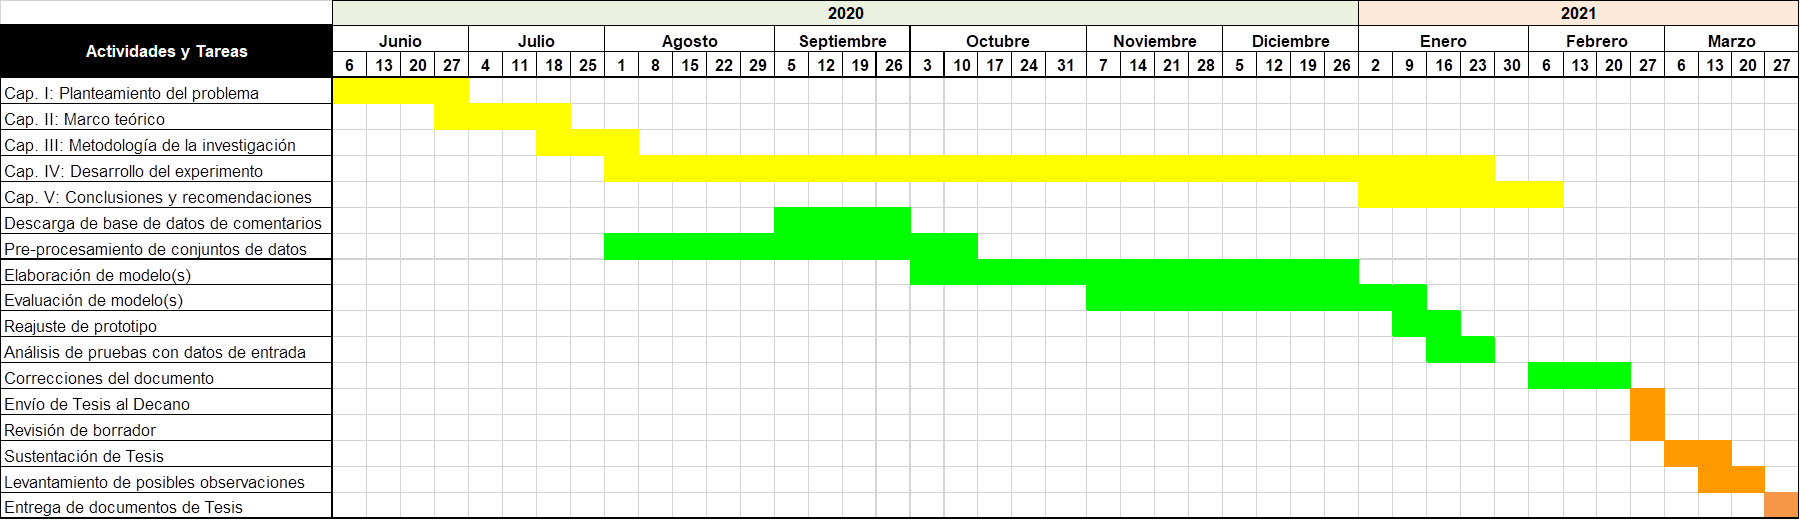 2020 2021
Actividades y Tareas
Junio Julio Agosto Septiembre Octubre Noviembre Diciembre Enero Febrero Marzo
6 13 20 27 4 11 18 25 1 8 15 22 29 5 12 19 26 3 10 17 24 31 7 14 21 28 5 12 19 26 2 9 16 23 30 6 13 20 27 6 13 20 27
Cap. I: Planteamiento del problema
Cap. II: Marco teórico
Cap. III: Metodología de la investigación
Cap. IV: Desarrollo del experimento
Cap. V: Conclusiones y recomendaciones
Descarga de base de datos de comentarios
Pre-procesamiento de conjuntos de datos
Elaboración de modelo(s)
Evaluación de modelo(s)
Reajuste de prototipo
Análisis de pruebas con datos de entrada
Correcciones del documento
Envío de Tesis al Decano
Revisión de borrador
Sustentación de Tesis
Levantamiento de posibles observaciones
Entrega de documentos de Tesis